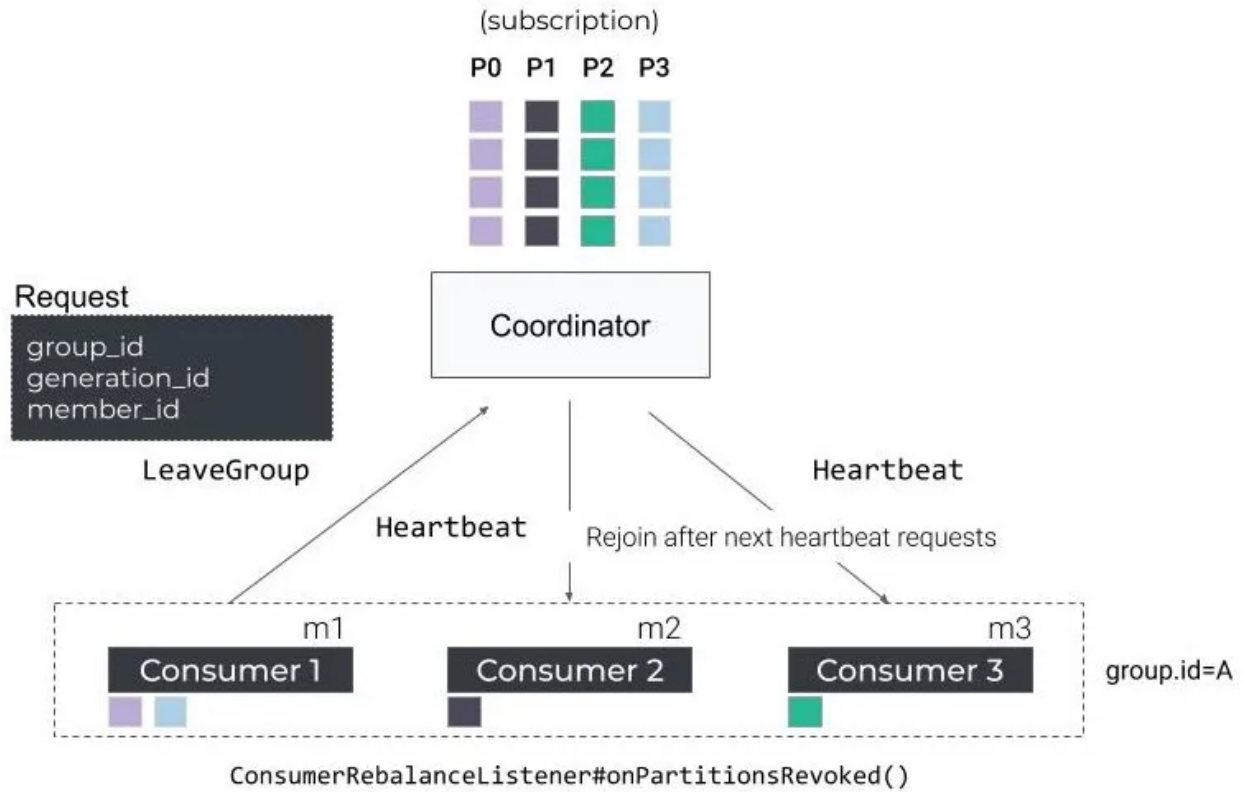 (subscription)
P0 P1 P2 P3
Request
group_id
generation_id
member_id
Coordinator
LeaveGroup
Heartbeat
Heartbeat
Rejoin after next heartbeat requests
m1 m2 m3
Consumer 1 Consumer 2 Consumer 3
group.id=A
ConsumerRebalanceListener#onPartitionsRevoked()